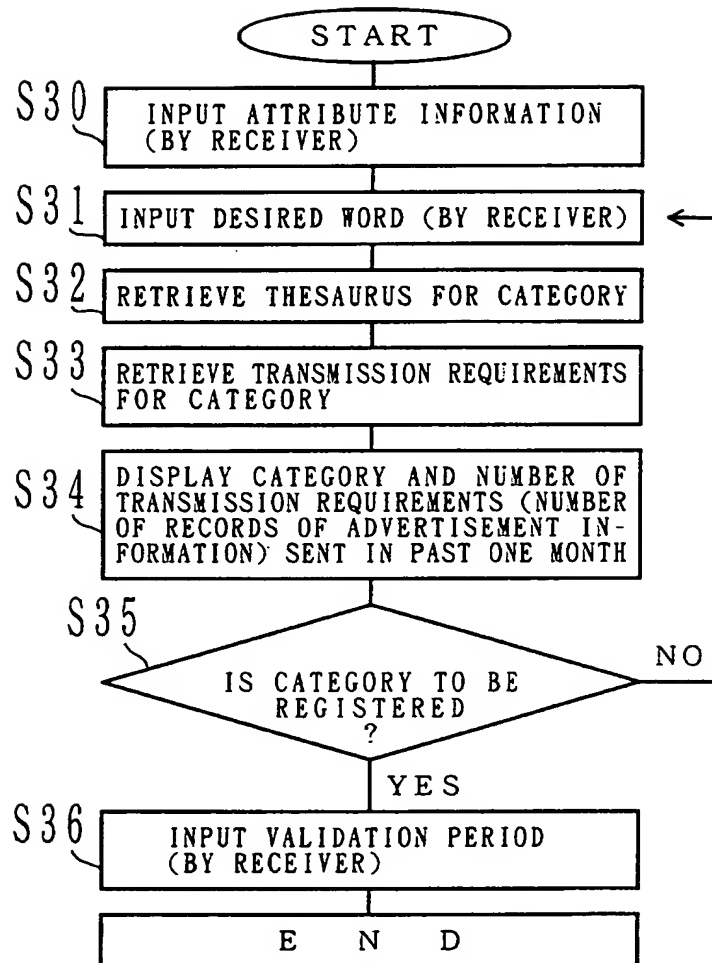 START
S30
INPUT ATTRIBUTE INFORMATION
(BY RECEIVER)
S31
INPUT DESIRED WORD (BY RECEIVER)
S32
RETRIEVE THESAURUS FOR CATEGORY
S33
RETRIEVE TRANSMISSION REQUIREMENTS
FOR CATEGORY
S34
DISPLAY CATEGORY AND NUMBER OF
TRANSMISSION REQUIREMENTS (NUMBER
OF RECORDS OF ADVERTISEMENT IN-
FORMATION) SENT IN PAST ONE MONTH
S35
IS CATEGORY TO BE
REGISTERED
?
NO
YES
S36
INPUT VALIDATION PERIOD
(BY RECEIVER)
E N D